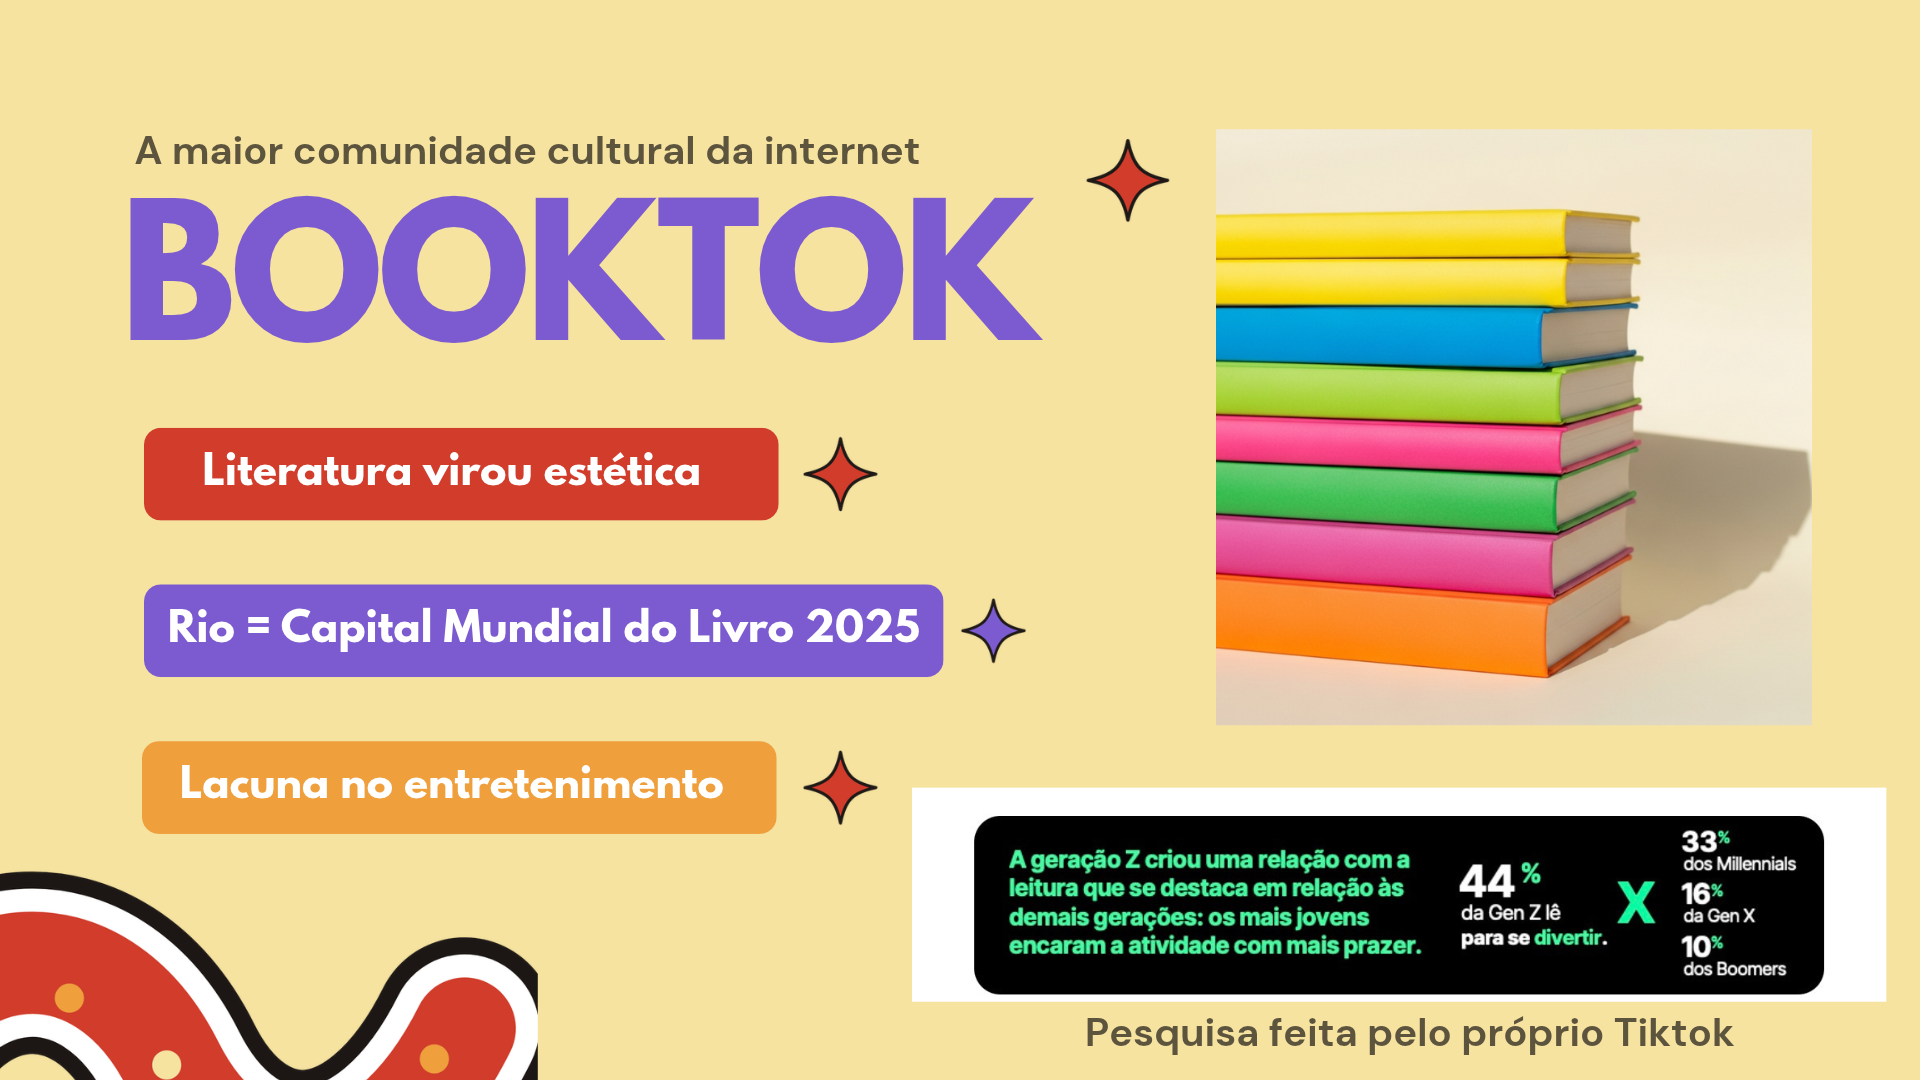 A maior comunidade cultural da internet
BOOKTOK
Literatura virou estética
Rio = Capital Mundial do Livro 2025
Lacuna no entretenimento
A geração Z criou uma relação com a
leitura que se destaca em relação às
demais gerações: os mais jovens
encaram a atividade com mais prazer.
44%
da Gen Z lê
para se divertir.
X
33%
dos Millennials
16%
da Gen X
10%
dos Boomers
Pesquisa feita pelo próprio Tiktok